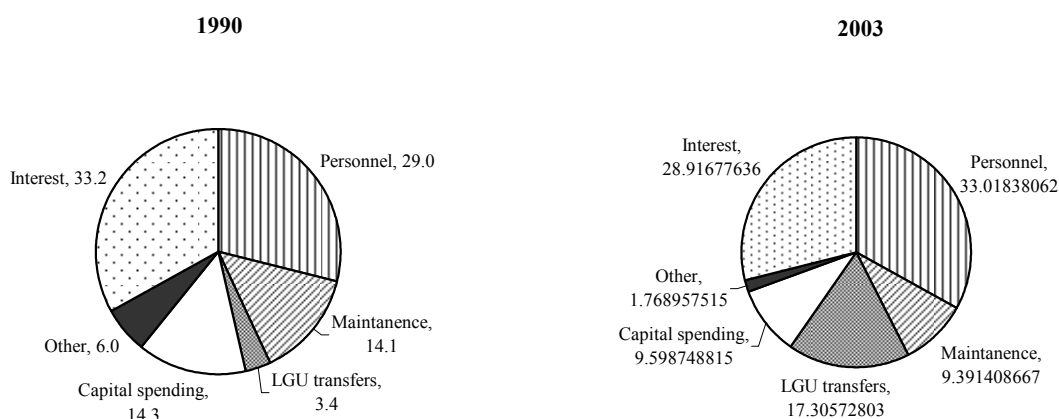 1990
Interest, 33.2
Personnel, 29.0
Maintanence,
14.1
LGU transfers,
3.4
Capital spending,
14.3
Other, 6.0
2003
Interest,
28.91677636
Personnel,
33.01838062
Maintanence,
9.391408667
LGU transfers,
17.30572803
Capital spending,
9.598748815
Other,
1.768957515